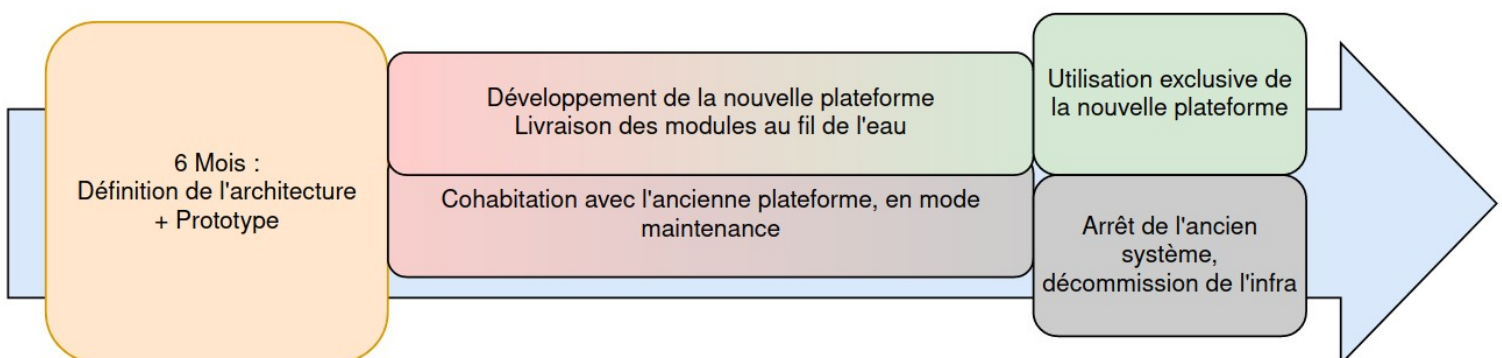 6 Mois :
Définition de l'architecture
+ Prototype
Développement de la nouvelle plateforme
Livraison des modules au fil de l'eau
Cohabitation avec l'ancienne plateforme, en mode
maintenance
Utilisation exclusive de
la nouvelle plateforme
Arrêt de l'ancien
système,
décommission de l'infra